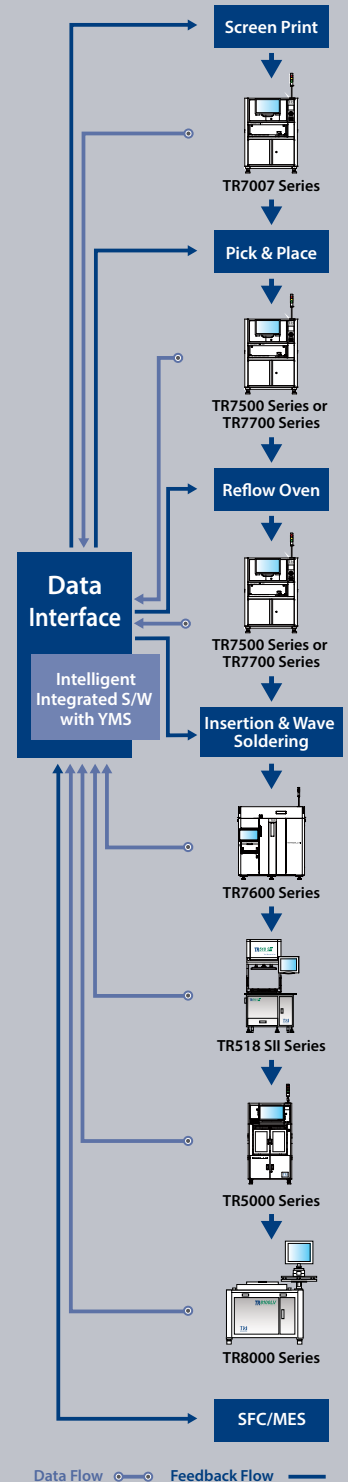 Screen Print
TR7007 Series
Pick & Place
TR7500 Series or
TR7700 Series
Reflow Oven
Data
Interface
TR7500 Series or
TR7700 Series
Intelligent
Integrated S/W
with YMS
Insertion & Wave
Soldering
TR7600 Series
TR518 SII Series
TRI
TR5000 Series
TRI
TR8000 Series
SFC/MES
Data Flow
Feedback Flow